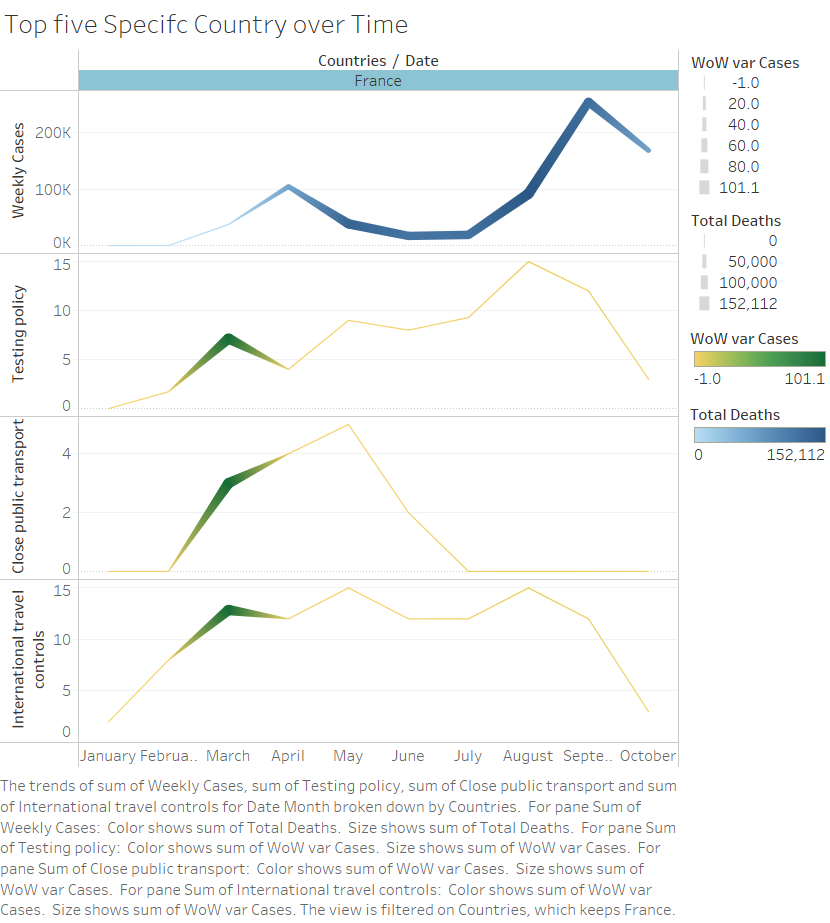 Top five Specifc Country over Time
Countries / Date
France
Weekly Cases
200K
100K
0K
Testing policy
15
10
5
0
Close public transport
4
2
0
International travel
controls
15
10
5
0
January Februa.. March April May June July August Septe.. October
WoW var Cases
-1.0
20.0
40.0
60.0
80.0
101.1
Total Deaths
0
50,000
100,000
152,112
WoW var Cases
-1.0 101.1
Total Deaths
0 152,112
The trends of sum of Weekly Cases, sum of Testing policy, sum of Close public transport and sum
of International travel controls for Date Month broken down by Countries. For pane Sum of
Weekly Cases: Color shows sum of Total Deaths. Size shows sum of Total Deaths. For pane Sum
of Testing policy: Color shows sum of WoW var Cases. Size shows sum of WoW var Cases. For
pane Sum of Close public transport: Color shows sum of WoW var Cases. Size shows sum of
WoW var Cases. For pane Sum of International travel controls: Color shows sum of WoW var
Cases. Size shows sum of WoW var Cases. The view is filtered on Countries, which keeps France.